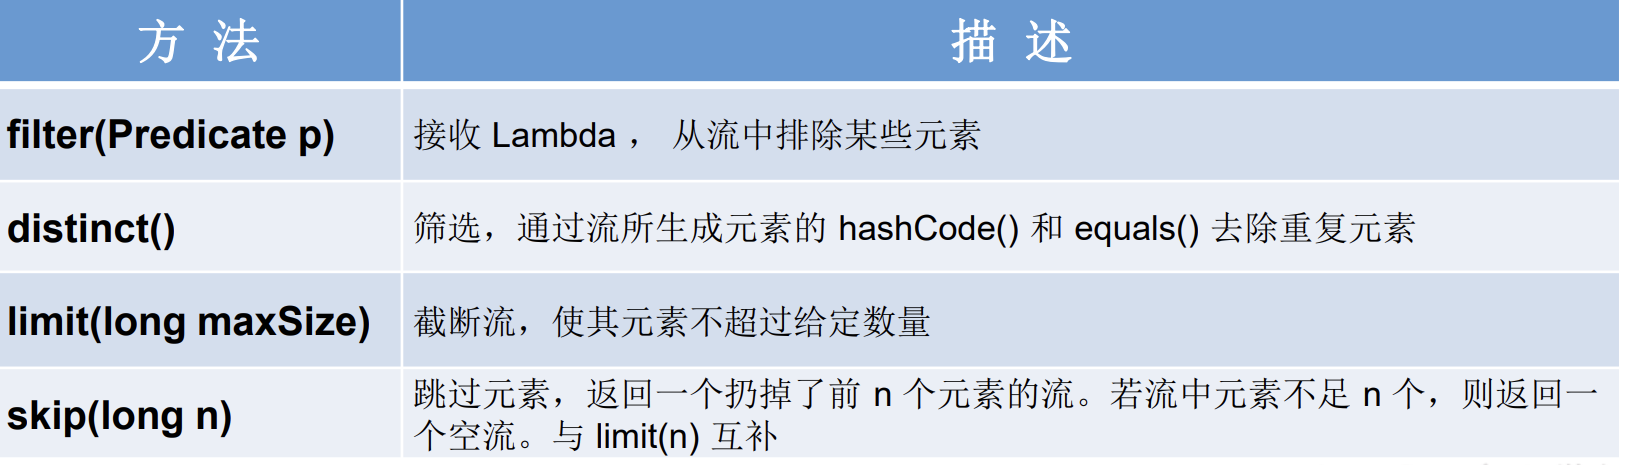 方 法
描 述
filter(Predicate p)
接收 Lambda ， 从流中排除某些元素
distinct()
筛选，通过流所生成元素的 hashCode() 和 equals() 去除重复元素
limit(long maxSize)
截断流，使其元素不超过给定数量
skip(long n)
跳过元素，返回一个扔掉了前 n 个元素的流。若流中元素不足 n 个，则返回一
个空流。与 limit(n) 互补